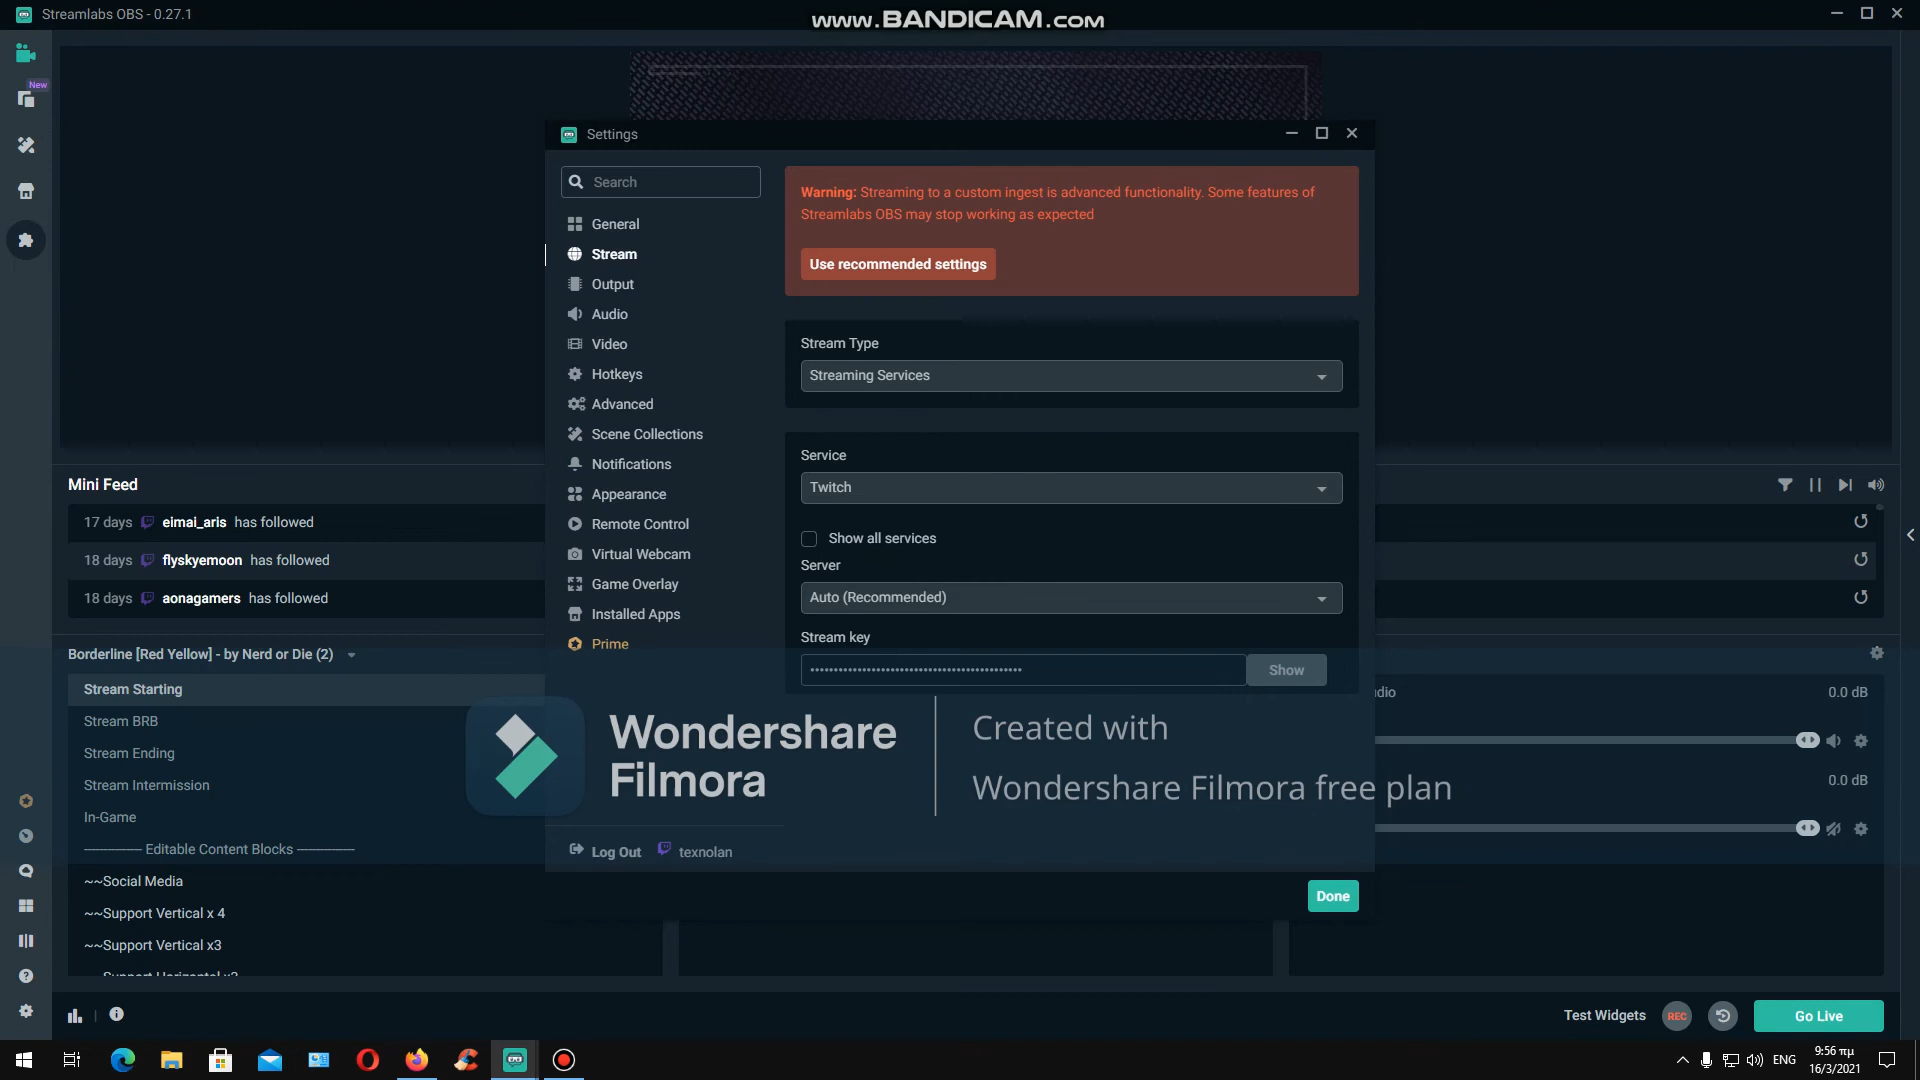 Streamlabs OBS - 0.27.1
www.BANDICAM.com
New
Settings
Search
General
Stream
Output
Audio
Video
Hotkeys
Advanced
Scene Collections
Notifications
Appearance
Remote Control
Virtual Webcam
Game Overlay
Installed Apps
Prime
Log Out texnolan
Warning: Streaming to a custom ingest is advanced functionality. Some features of
Streamlabs OBS may stop working as expected
Use recommended settings
Stream Type
Streaming Services
Service
Twitch
Show all services
Server
Auto (Recommended)
Stream key
Show
Done
Mini Feed
17 days eimai_aris has followed
18 days flyskyemoon has followed
18 days aonagamers has followed
Borderline [Red Yellow] - by Nerd or Die (2)
Stream Starting
Stream BRB
Stream Ending
Stream Intermission
In-Game
-------------- Editable Content Blocks --------------
~~Social Media
~~Support Vertical x 4
~~Support Vertical x3
0.0 dB
0.0 dB
Wondershare
Filmora
Created with
Wondershare Filmora free plan
Test Widgets
REC
Go Live
ENG
9:56 πμ
16/3/2021